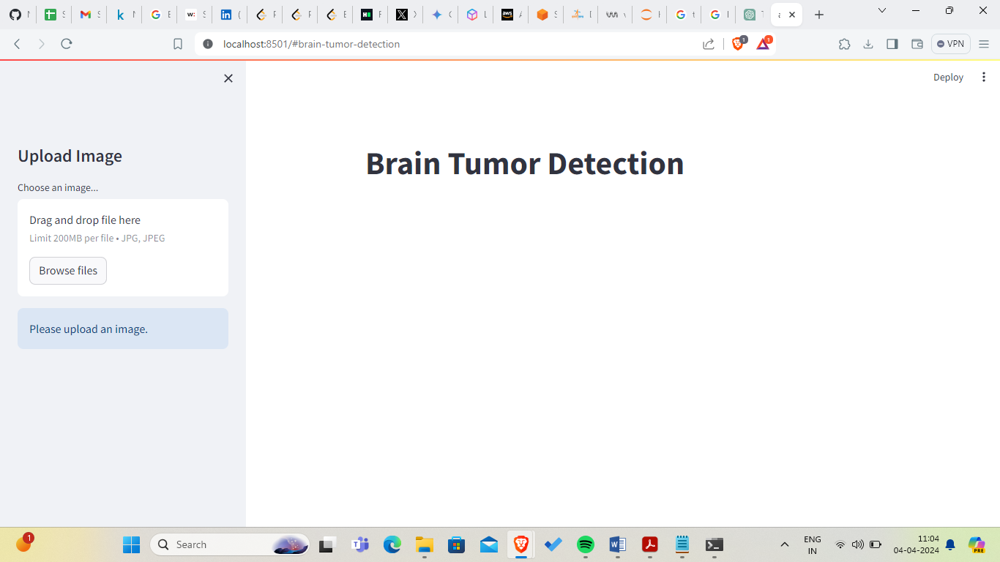 localhost:8501/#brain-tumor-detection
VPN
Deploy
Upload Image
Choose an image...
Drag and drop file here
Limit 200MB per file • JPG, JPEG
Browse files
Please upload an image.
Brain Tumor Detection
1
Search
ENG
IN
11:04
04-04-2024
PRE